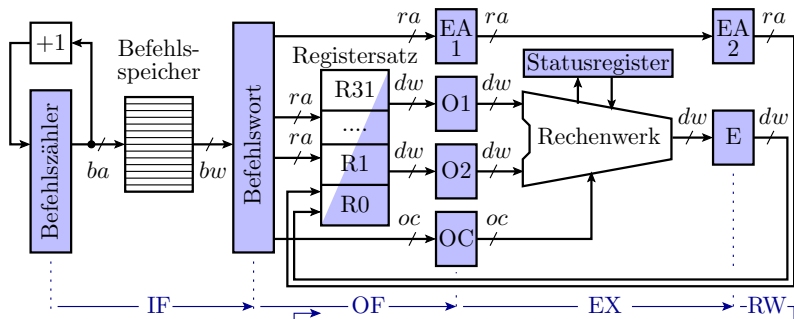 ra EA 1 ra EA 2 ra
+1 Befehls-speicher Registersatz Statusregister
Befehlszähler ba bw Befehlswort
ra R31 dw O1 dw
ra ....
R1 dw O2 dw
R0
Rechenwerk dw E dw
oc OC oc
IF OF EX RW